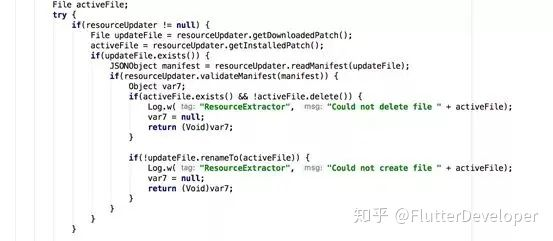 File activeFile;
try {
    if(resourceUpdater != null) {
        File updateFile = resourceUpdater.getDownloadedPatch();
        activeFile = resourceUpdater.getInstalledPatch();
        if(updateFile.exists()) {
            JSONObject manifest = resourceUpdater.readManifest(updateFile);
            if(resourceUpdater.validateManifest(manifest)) {
                Object var7;
                if(activeFile.exists() && !activeFile.delete()) {
                    Log.w( tag: "ResourceExtractor", msg: "Could not delete file " + activeFile);
                    var7 = null;
                    return (Void)var7;
                }

                if(!updateFile.renameTo(activeFile)) {
                    Log.w( tag: "ResourceExtractor", msg: "Could not create file " + activeFile);
                    var7 = null;
                    return (Void)var7;
                }
            }
        }
    }
知乎 @FlutterDeveloper